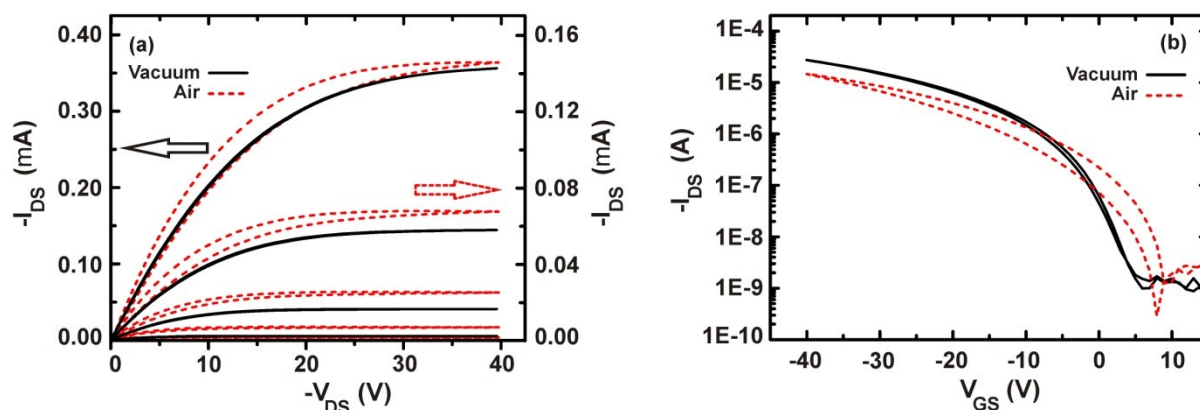 (a)
Vacuum
Air
-I_DS (mA)
0.40
0.30
0.20
0.10
0.00
0.16
0.12
0.08
0.04
0.00
-I_DS (mA)
0 10 20 30 40
-V_DS (V)
(b)
Vacuum
Air
-I_DS (A)
1E-3
1E-4
1E-5
1E-6
1E-7
1E-8
1E-9
1E-10
-40 -30 -20 -10 0 10
V_GS (V)